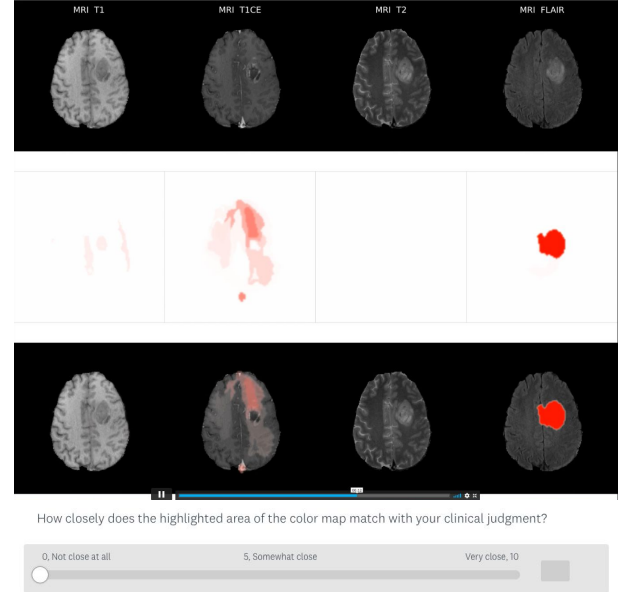 MRI T1 MRI T1CE MRI T2 MRI FLAIR
How closely does the highlighted area of the color map match with your clinical judgment?
0, Not close at all 5, Somewhat close Very close, 10